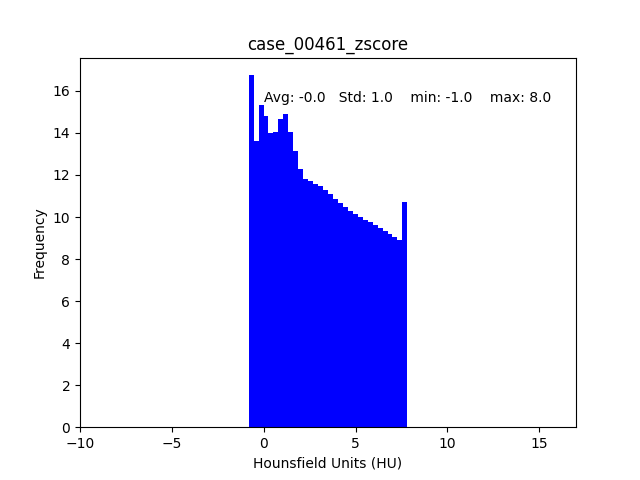 case_00461_zscore
Avg: -0.0 Std: 1.0 min: -1.0 max: 8.0
16
14
12
10
8
6
4
2
0
Frequency
−10 −5 0 5 10 15
Hounsfield Units (HU)